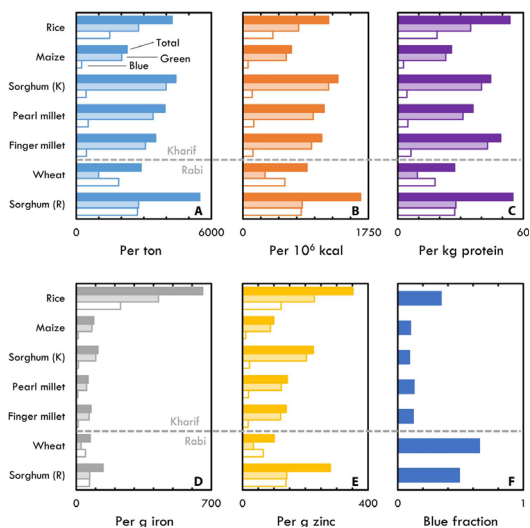 Rice
Maize
Sorghum (K)
Pearl millet
Finger millet
Wheat
Sorghum (R)
Total
Green
Blue
Kharif
Rabi
A
0 6000
Per ton
B
0 1750
Per 10⁶ kcal
C
0 60
Per kg protein
Rice
Maize
Sorghum (K)
Pearl millet
Finger millet
Wheat
Sorghum (R)
Kharif
Rabi
D
0 700
Per g iron
E
0 400
Per g zinc
F
0 1
Blue fraction